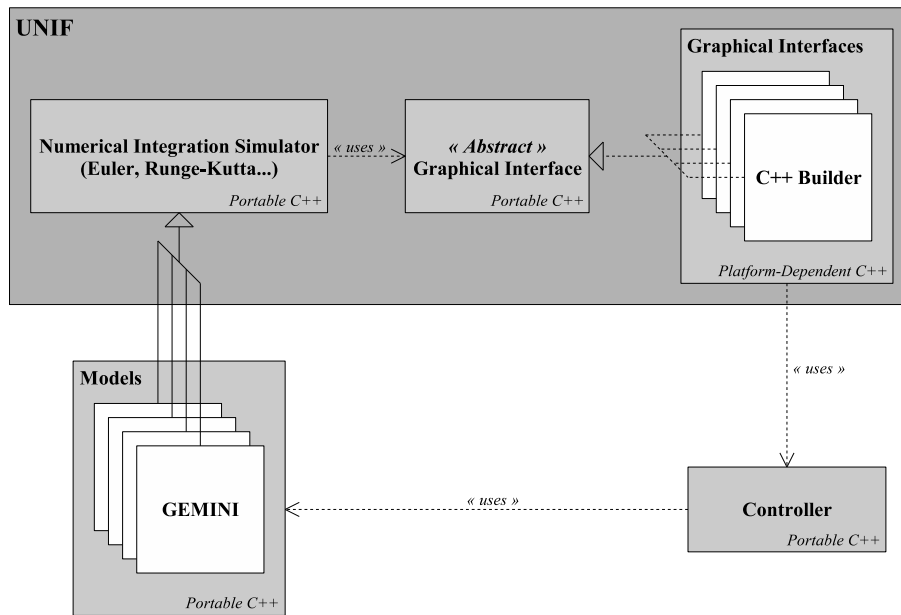 UNIF
Graphical Interfaces
Numerical Integration Simulator
(Euler, Runge-Kutta...)
Portable C++
« uses »
« Abstract »
Graphical Interface
Portable C++
C++ Builder
Platform-Dependent C++
« uses »
Models
GEMINI
Portable C++
« uses »
Controller
Portable C++